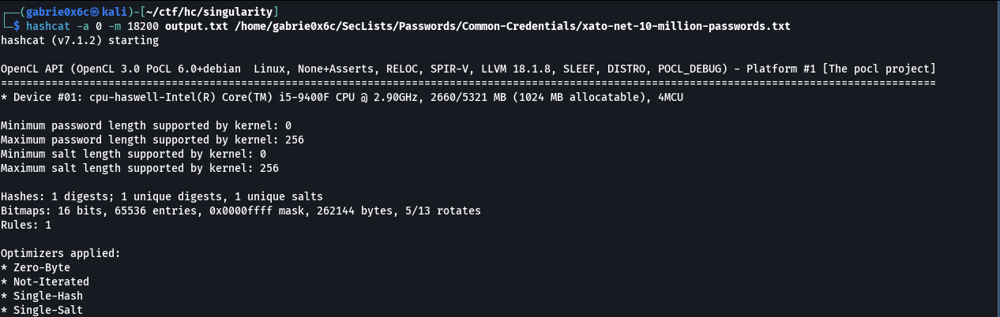 ┌──(gabrie0x6c㉿kali)-[~/ctf/hc/singularity]
└─$ hashcat -a 0 -m 18200 output.txt /home/gabrie0x6c/SecLists/Passwords/Common-Credentials/xato-net-10-million-passwords.txt
hashcat (v7.1.2) starting
OpenCL API (OpenCL 3.0 PoCL 6.0+debian  Linux, None+Asserts, RELOC, SPIR-V, LLVM 18.1.8, SLEEF, DISTRO, POCL_DEBUG) - Platform #1 [The pocl project]
====================================================================================================================================================
* Device #01: cpu-haswell-Intel(R) Core(TM) i5-9400F CPU @ 2.90GHz, 2660/5321 MB (1024 MB allocatable), 4MCU
Minimum password length supported by kernel: 0
Maximum password length supported by kernel: 256
Minimum salt length supported by kernel: 0
Maximum salt length supported by kernel: 256
Hashes: 1 digests; 1 unique digests, 1 unique salts
Bitmaps: 16 bits, 65536 entries, 0x0000ffff mask, 262144 bytes, 5/13 rotates
Rules: 1
Optimizers applied:
* Zero-Byte
* Not-Iterated
* Single-Hash
* Single-Salt